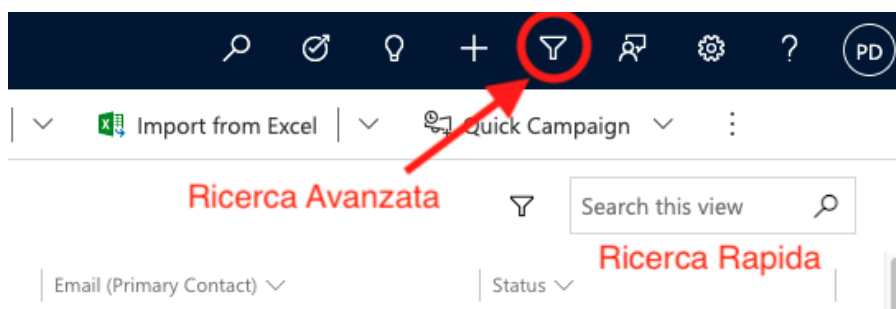 PD
Import from Excel Quick Campaign
Ricerca Avanzata
Search this view
Ricerca Rapida
Email (Primary Contact) Status